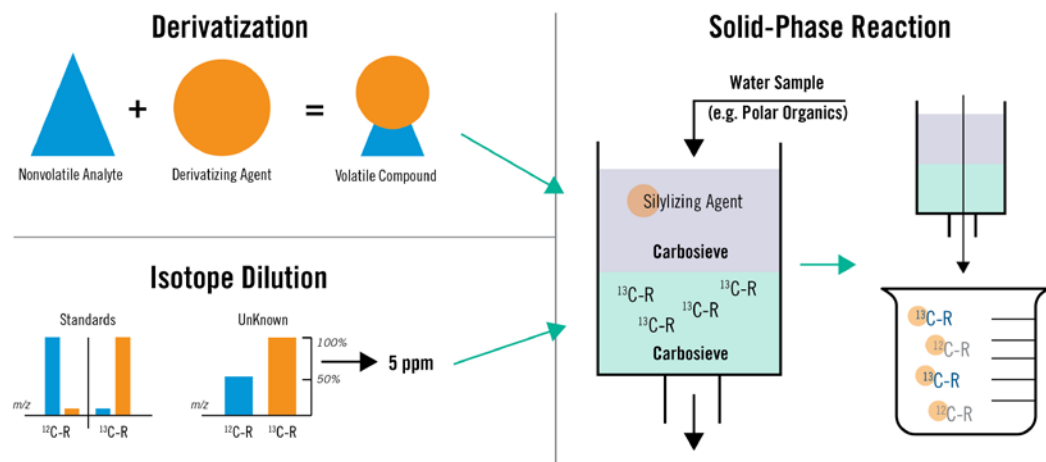 Derivatization
+
=
Nonvolatile Analyte
Derivatizing Agent
Volatile Compound
Isotope Dilution
Standards
UnKnown
100%
50%
5 ppm
m/z
¹²C-R
¹³C-R
m/z
¹²C-R
¹³C-R
Solid-Phase Reaction
Water Sample
(e.g. Polar Organics)
Silylizing Agent
Carbosieve
¹³C-R
¹³C-R
¹³C-R
¹³C-R
Carbosieve
¹³C-R
¹²C-R
¹³C-R
¹²C-R